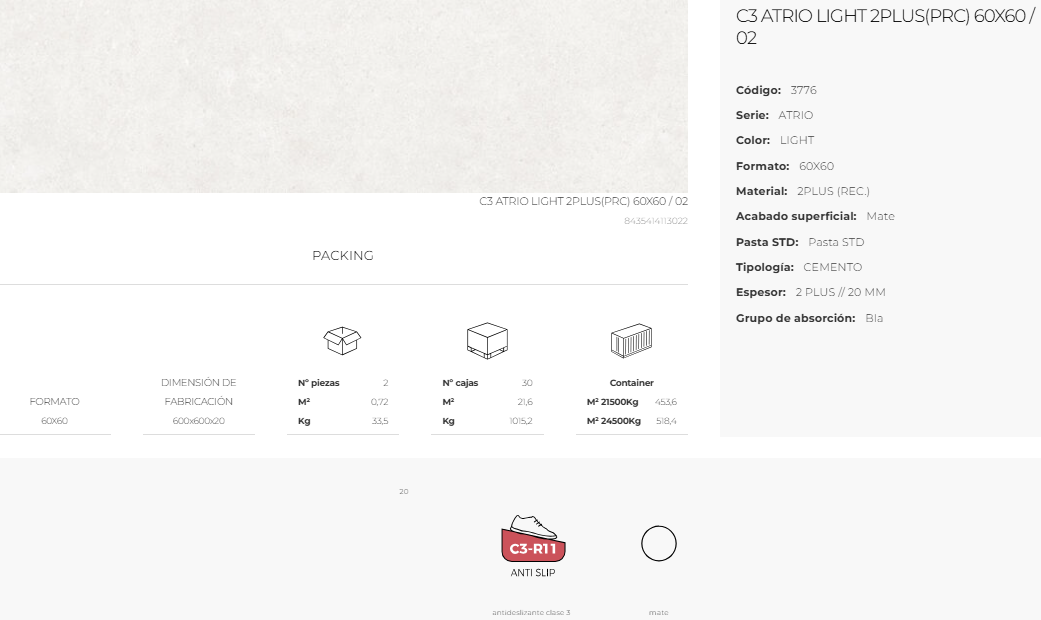 C3 ATRIO LIGHT 2PLUS(PRC) 60X60 /
02
Código: 3776
Serie: ATRIO
Color: LIGHT
Formato: 60X60
Material: 2PLUS (REC.)
Acabado superficial: Mate
Pasta STD: Pasta STD
Tipología: CEMENTO
Espesor: 2 PLUS // 20 MM
Grupo de absorción: BIa
C3 ATRIO LIGHT 2PLUS(PRC) 60X60 / 02
8435414113022
PACKING
FORMATO
60X60
DIMENSIÓN DE
FABRICACIÓN
600x600x20
Nº piezas 2
M² 0,72
Kg 33,5
Nº cajas 30
M² 21,6
Kg 1015,2
Container
M² 21500Kg 453,6
M² 24500Kg 518,4
20
C3-R11
ANTI SLIP
antideslizante clase 3
mate